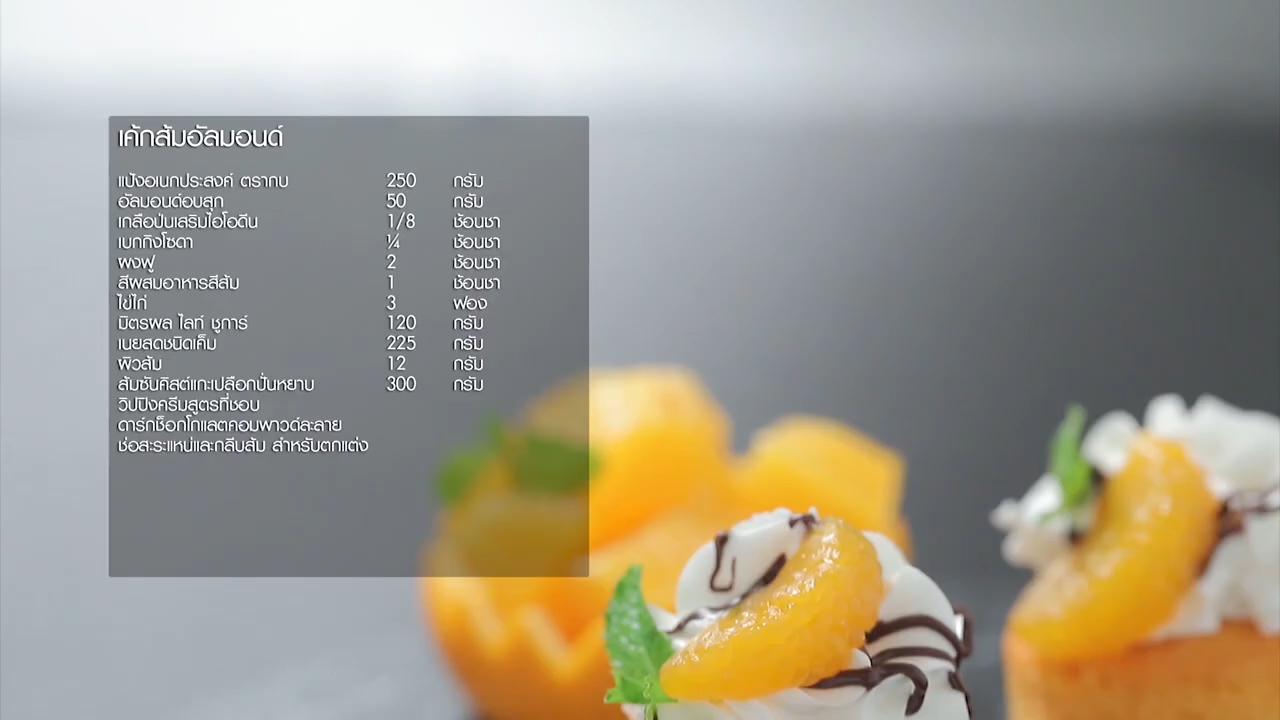 เค้กส้มอัลมอนด์
แป้งอเนกประสงค์ ตรากบ 250 กรัม
อัลมอนด์อบสุก 50 กรัม
เกลือป่นเสริมไอโอดีน 1/8 ช้อนชา
เบกกิงโซดา ¼ ช้อนชา
ผงฟู 2 ช้อนชา
สีผสมอาหารสีส้ม 1 ช้อนชา
ไข่ไก่ 3 ฟอง
มิตรผล ไลท์ ชูการ์ 120 กรัม
เนยสดชนิดเค็ม 225 กรัม
ผิวส้ม 12 กรัม
ส้มซันคิสต์แกะเปลือกปั่นหยาบ 300 กรัม
วิปปิงครีมสูตรที่ชอบ
ดาร์กช็อกโกแลตคอมพาวด์ละลาย
ช่อสะระแหน่และกลีบส้ม สำหรับตกแต่ง